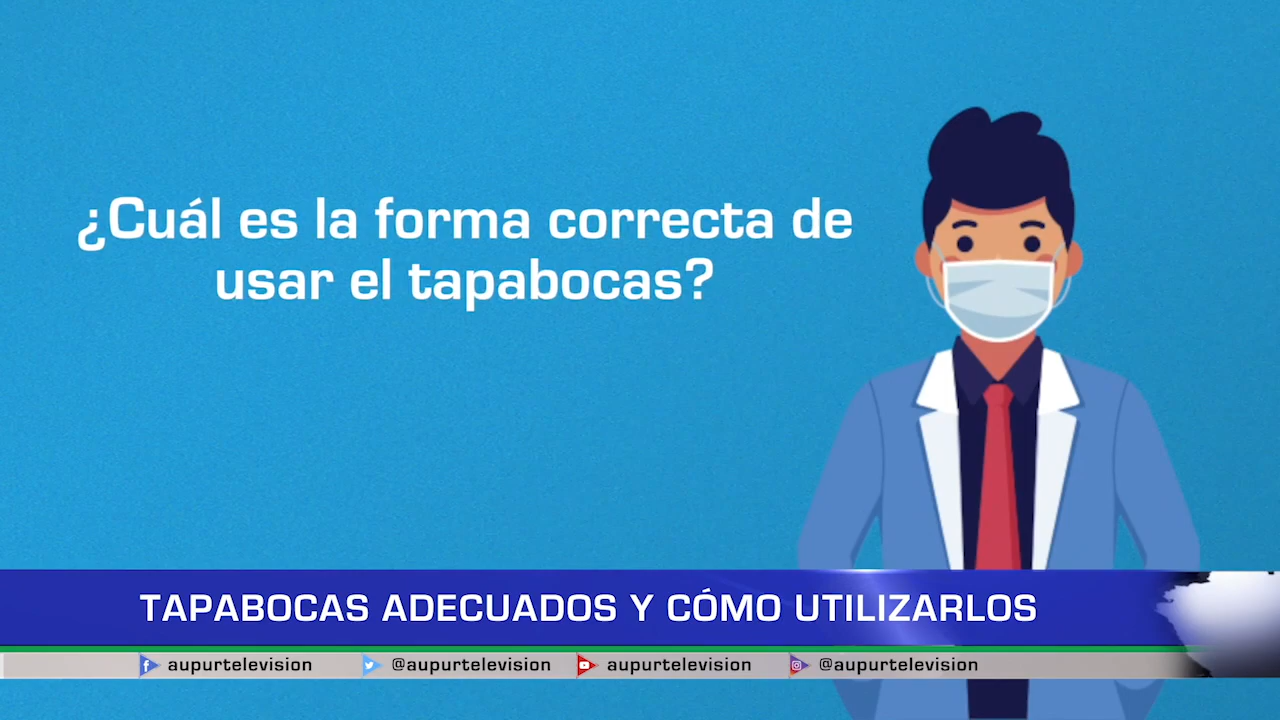 ¿Cuál es la forma correcta de
usar el tapabocas?
TAPABOCAS ADECUADOS Y CÓMO UTILIZARLOS
aupurtelevision @aupurtelevision aupurtelevision @aupurtelevision